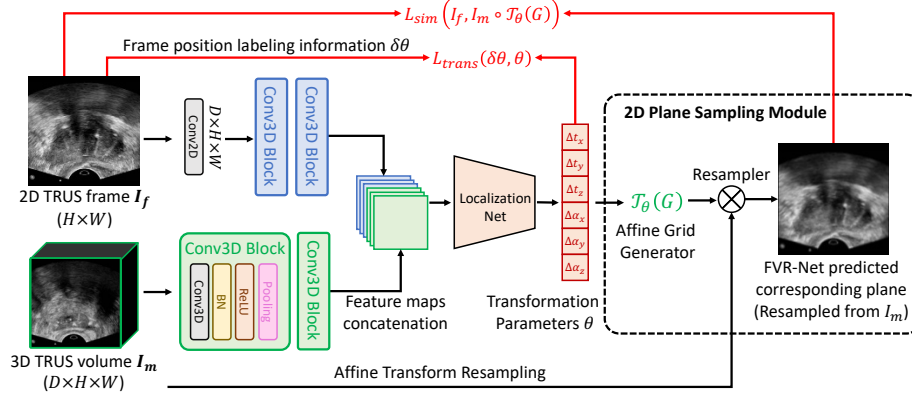 L_sim (I_f, I_m ∘ 𝒯_θ(G))
Frame position labeling information δθ
L_trans(δθ, θ)
2D TRUS frame I_f
(H×W)
Conv2D
D×H×W
Conv3D Block
Conv3D Block
3D TRUS volume I_m
(D×H×W)
Conv3D Block
Conv3D
BN
ReLU
Pooling
Conv3D Block
Feature maps
concatenation
Localization
Net
Δt_x
Δt_y
Δt_z
Δα_x
Δα_y
Δα_z
Transformation
Parameters θ
2D Plane Sampling Module
𝒯_θ(G)
Affine Grid
Generator
Resampler
FVR-Net predicted
corresponding plane
(Resampled from I_m)
Affine Transform Resampling